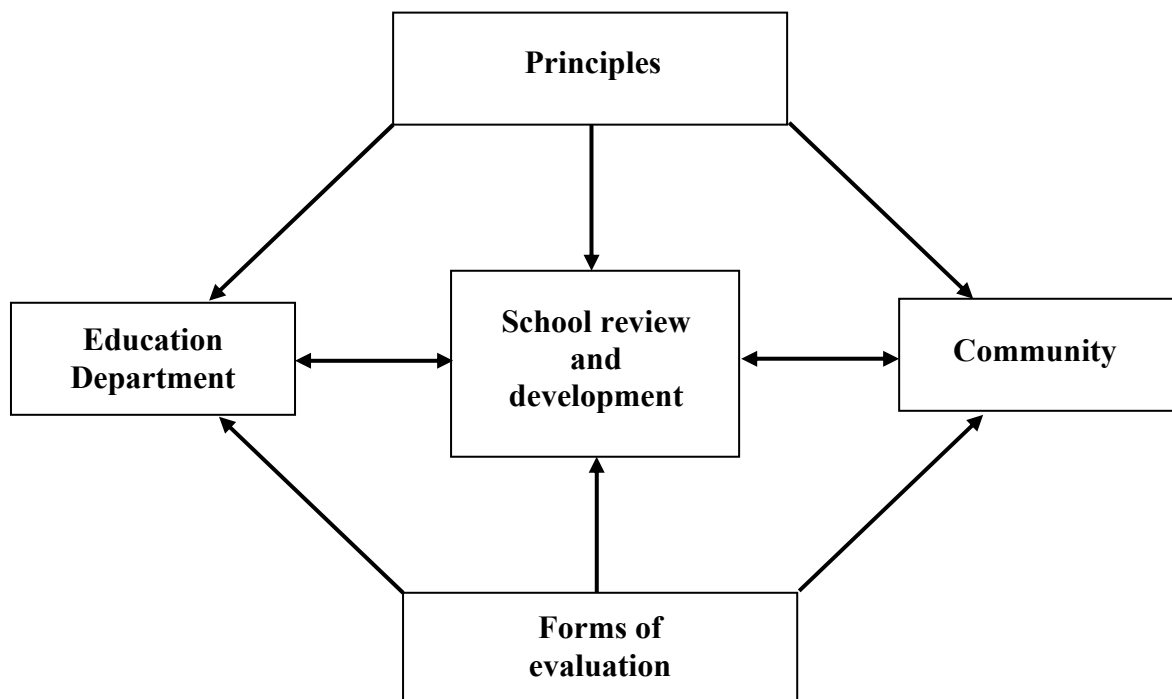 Principles
Education
Department
School review
and
development
Community
Forms of
evaluation